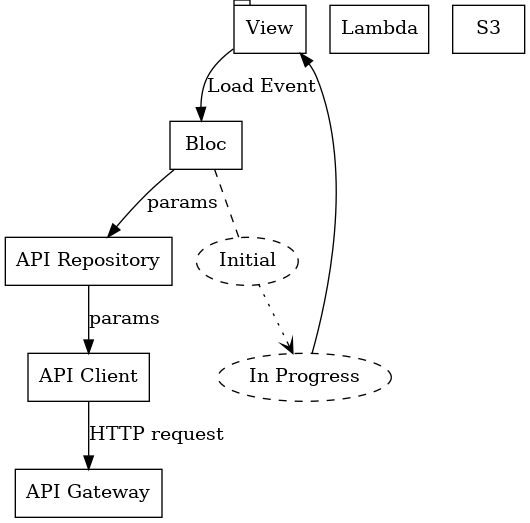 View
Lambda
S3
Load Event
Bloc
params
API Repository
Initial
params
API Client
In Progress
HTTP request
API Gateway